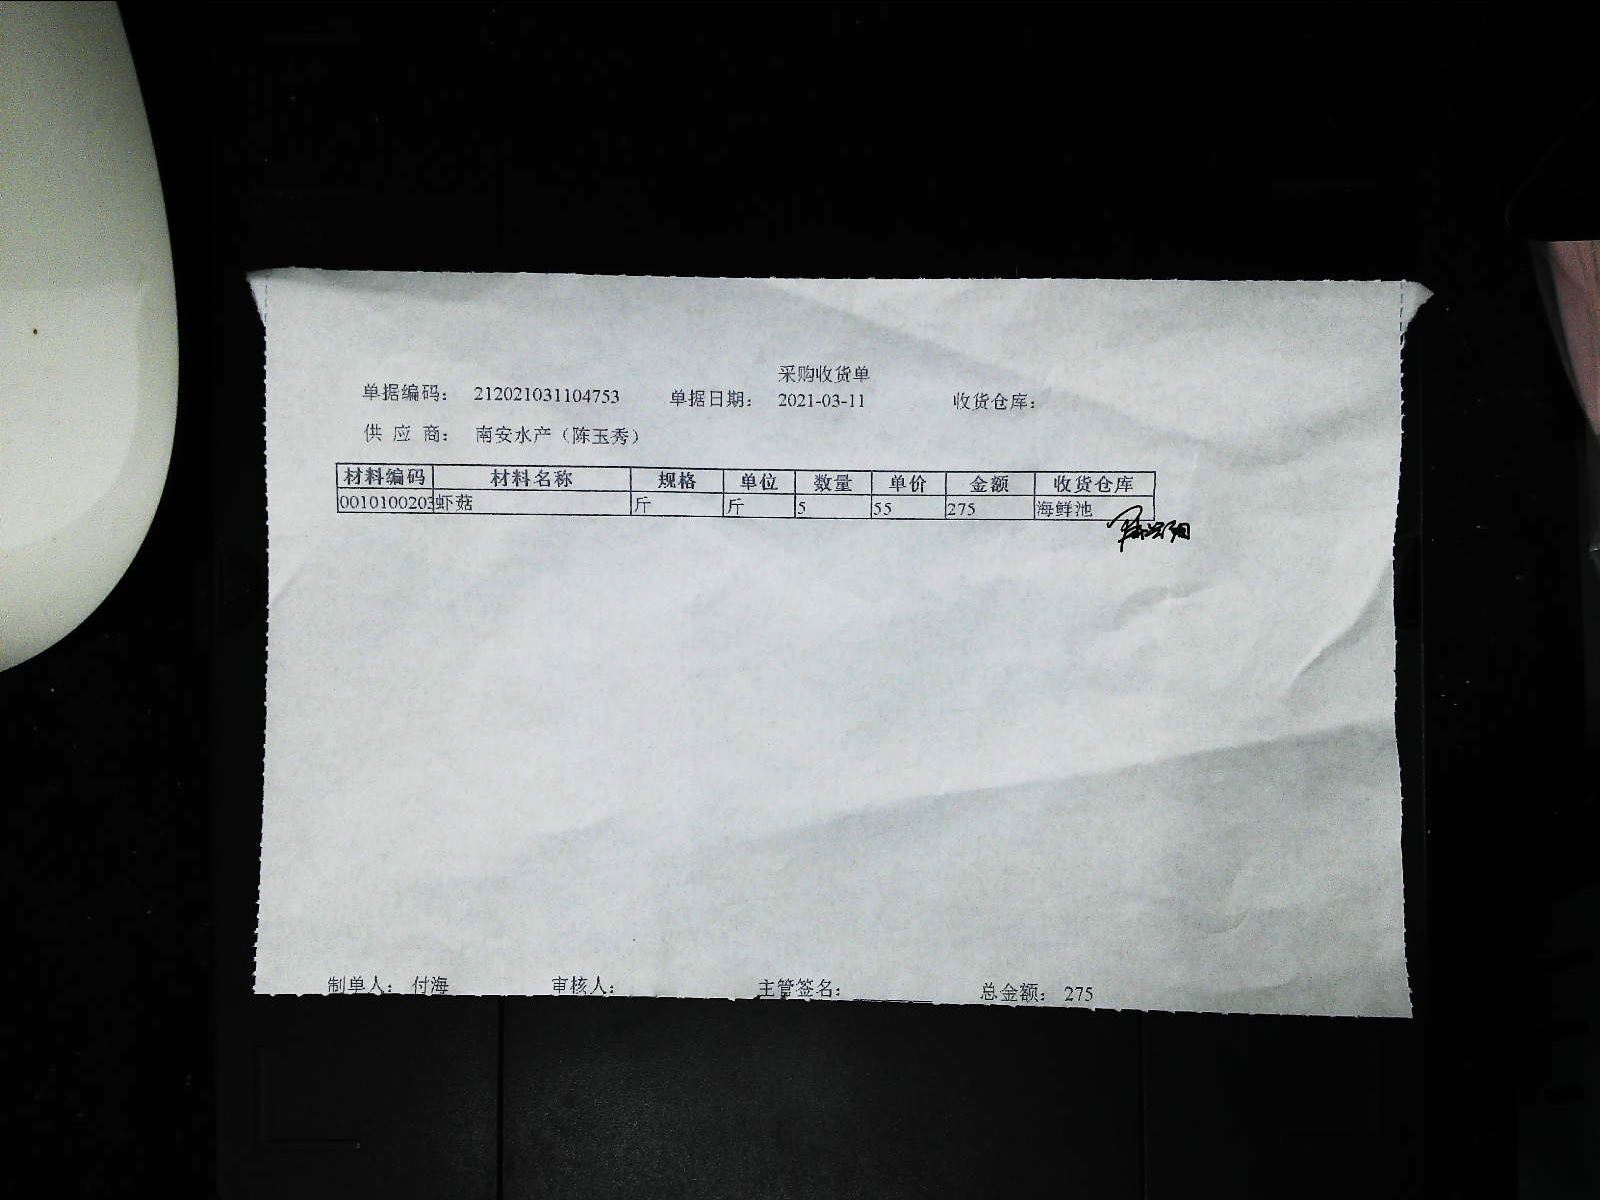 采购收货单
单据编码： 212021031104753 单据日期： 2021-03-11 收货仓库：
供 应 商： 南安水产（陈玉秀）
材料编码 材料名称 规格 单位 数量 单价 金额 收货仓库
0010100203 虾菇 斤 斤 5 55 275 海鲜池
制单人： 付海 审核人： 主管签名： 总金额： 275